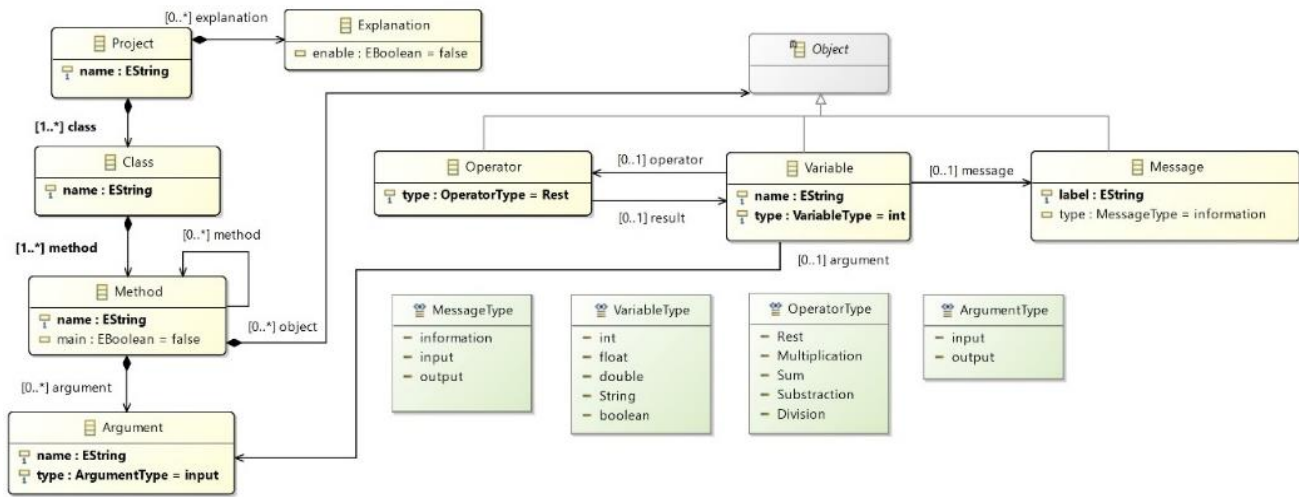 [0..*] explanation
Project
name : EString
Explanation
enable : EBoolean = false
Object
[1..*] class
Class
name : EString
Operator
type : OperatorType = Rest
[0..1] operator
[0..1] result
Variable
name : EString
type : VariableType = int
[0..1] message
Message
label : EString
type : MessageType = information
[1..*] method
[0..*] method
Method
name : EString
main : EBoolean = false
[0..*] object
[0..1] argument
[0..*] argument
Argument
name : EString
type : ArgumentType = input
MessageType
information
input
output
VariableType
int
float
double
String
boolean
OperatorType
Rest
Multiplication
Sum
Substraction
Division
ArgumentType
input
output